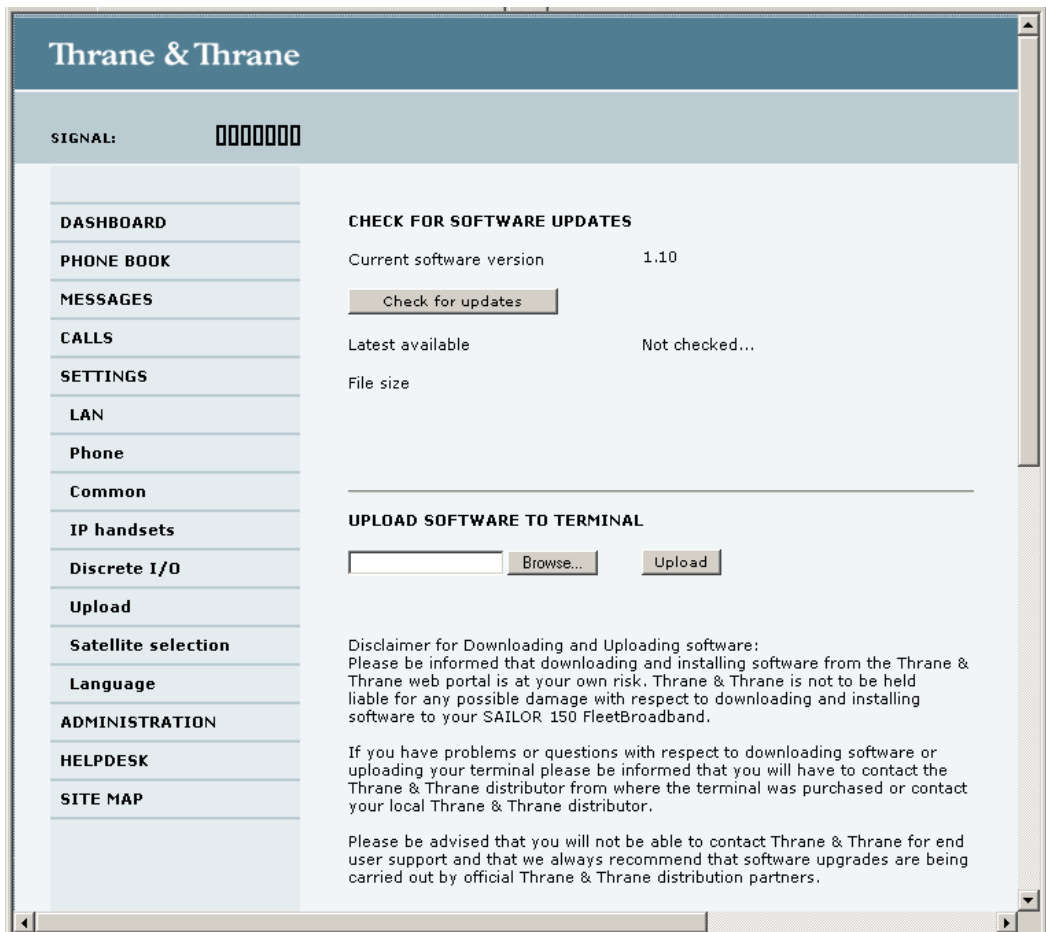 Thrane & Thrane
SIGNAL:
DASHBOARD
PHONE BOOK
MESSAGES
CALLS
SETTINGS
LAN
Phone
Common
IP handsets
Discrete I/O
Upload
Satellite selection
Language
ADMINISTRATION
HELPDESK
SITE MAP
CHECK FOR SOFTWARE UPDATES
Current software version 1.10
Check for updates
Latest available Not checked...
File size
UPLOAD SOFTWARE TO TERMINAL
Browse... Upload
Disclaimer for Downloading and Uploading software:
Please be informed that downloading and installing software from the Thrane &
Thrane web portal is at your own risk. Thrane & Thrane is not to be held
liable for any possible damage with respect to downloading and installing
software to your SAILOR 150 FleetBroadband.
If you have problems or questions with respect to downloading software or
uploading your terminal please be informed that you will have to contact the
Thrane & Thrane distributor from where the terminal was purchased or contact
your local Thrane & Thrane distributor.
Please be advised that you will not be able to contact Thrane & Thrane for end
user support and that we always recommend that software upgrades are being
carried out by official Thrane & Thrane distribution partners.